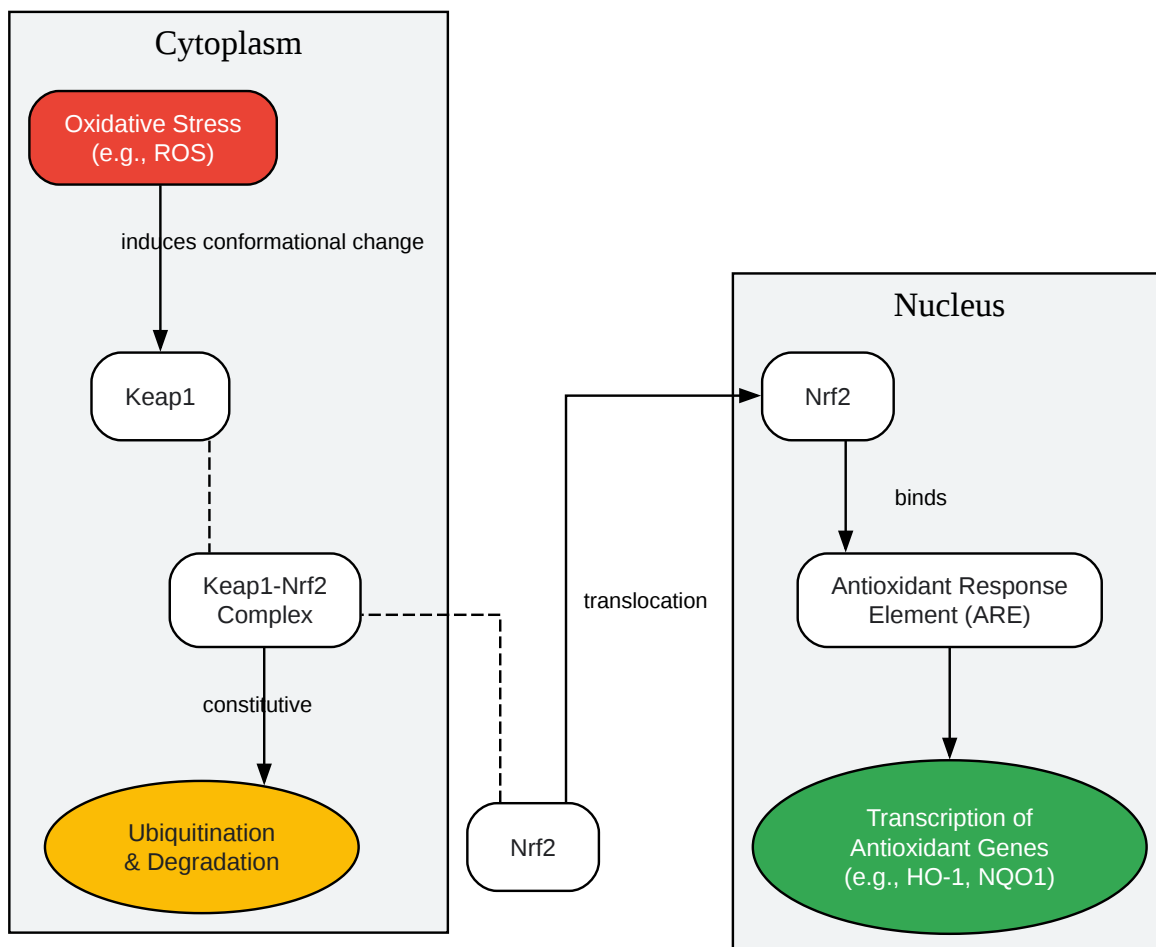 Cytoplasm
Oxidative Stress
(e.g., ROS)
induces conformational change
Keap1
Keap1-Nrf2
Complex
constitutive
Ubiquitination
& Degradation
Nrf2
translocation
Nucleus
Nrf2
binds
Antioxidant Response
Element (ARE)
Transcription of
Antioxidant Genes
(e.g., HO-1, NQO1)